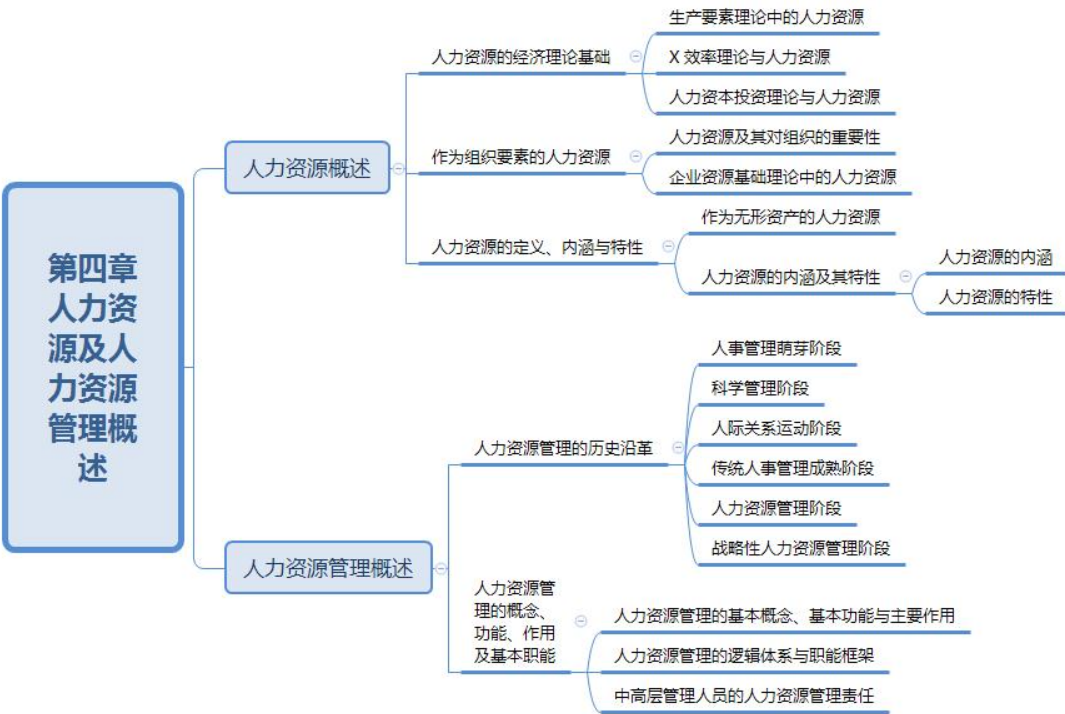 第四章
人力资
源及人
力资源
管理概
述
人力资源概述
人力资源的经济理论基础
生产要素理论中的人力资源
X 效率理论与人力资源
人力资本投资理论与人力资源
作为组织要素的人力资源
人力资源及其对组织的重要性
企业资源基础理论中的人力资源
人力资源的定义、内涵与特性
作为无形资产的人力资源
人力资源的内涵及其特性
人力资源的内涵
人力资源的特性
人力资源管理概述
人力资源管理的历史沿革
人事管理萌芽阶段
科学管理阶段
人际关系运动阶段
传统人事管理成熟阶段
人力资源管理阶段
战略性人力资源管理阶段
人力资源管
理的概念、
功能、作用
及基本职能
人力资源管理的基本概念、基本功能与主要作用
人力资源管理的逻辑体系与职能框架
中高层管理人员的人力资源管理责任